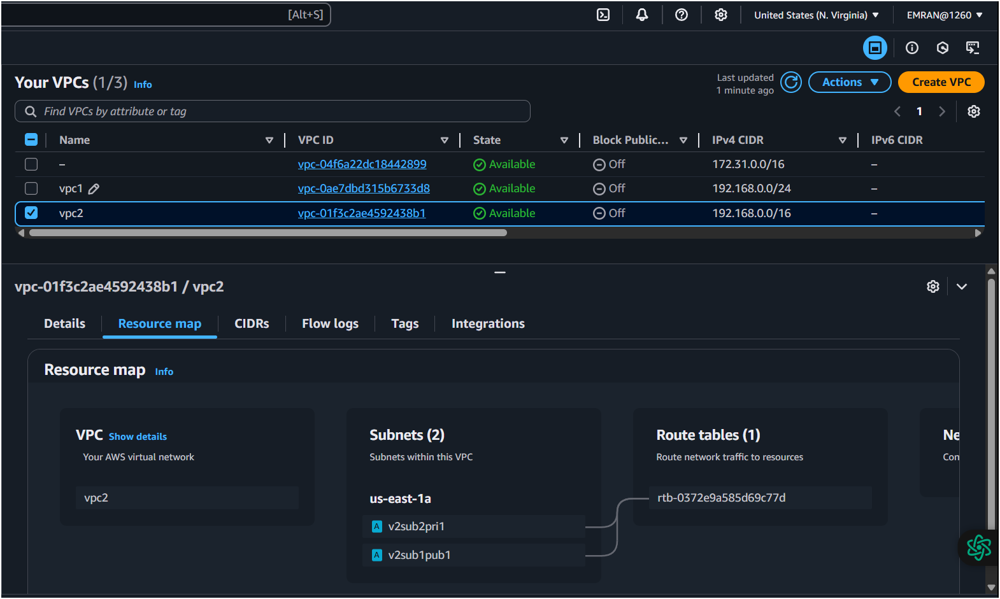 [Alt+S]
United States (N. Virginia)
EMRAN@1260
Your VPCs (1/3) Info
Last updated
1 minute ago
Actions
Create VPC
Find VPCs by attribute or tag
1
Name VPC ID State Block Public... IPv4 CIDR IPv6 CIDR
– vpc-04f6a22dc18442899 Available Off 172.31.0.0/16 –
vpc1 vpc-0ae7dbd315b6733d8 Available Off 192.168.0.0/24 –
vpc2 vpc-01f3c2ae4592438b1 Available Off 192.168.0.0/16 –
vpc-01f3c2ae4592438b1 / vpc2
Details Resource map CIDRs Flow logs Tags Integrations
Resource map Info
VPC Show details
Your AWS virtual network
vpc2
Subnets (2)
Subnets within this VPC
us-east-1a
A v2sub2pri1
A v2sub1pub1
Route tables (1)
Route network traffic to resources
rtb-0372e9a585d69c77d
Ne
Con